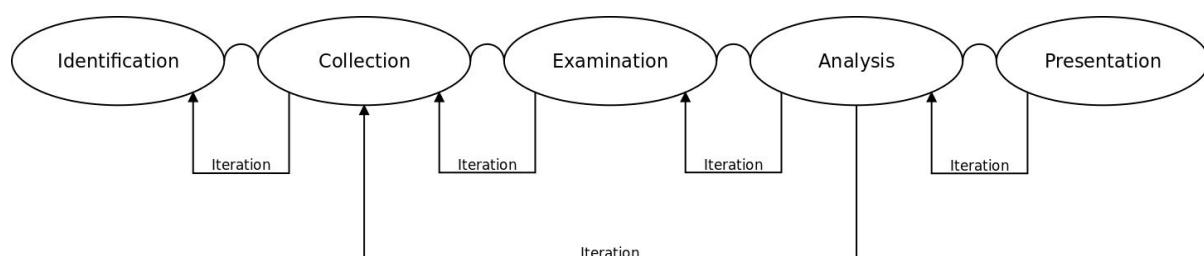 Identification
Collection
Examination
Analysis
Presentation
Iteration
Iteration
Iteration
Iteration
Iteration